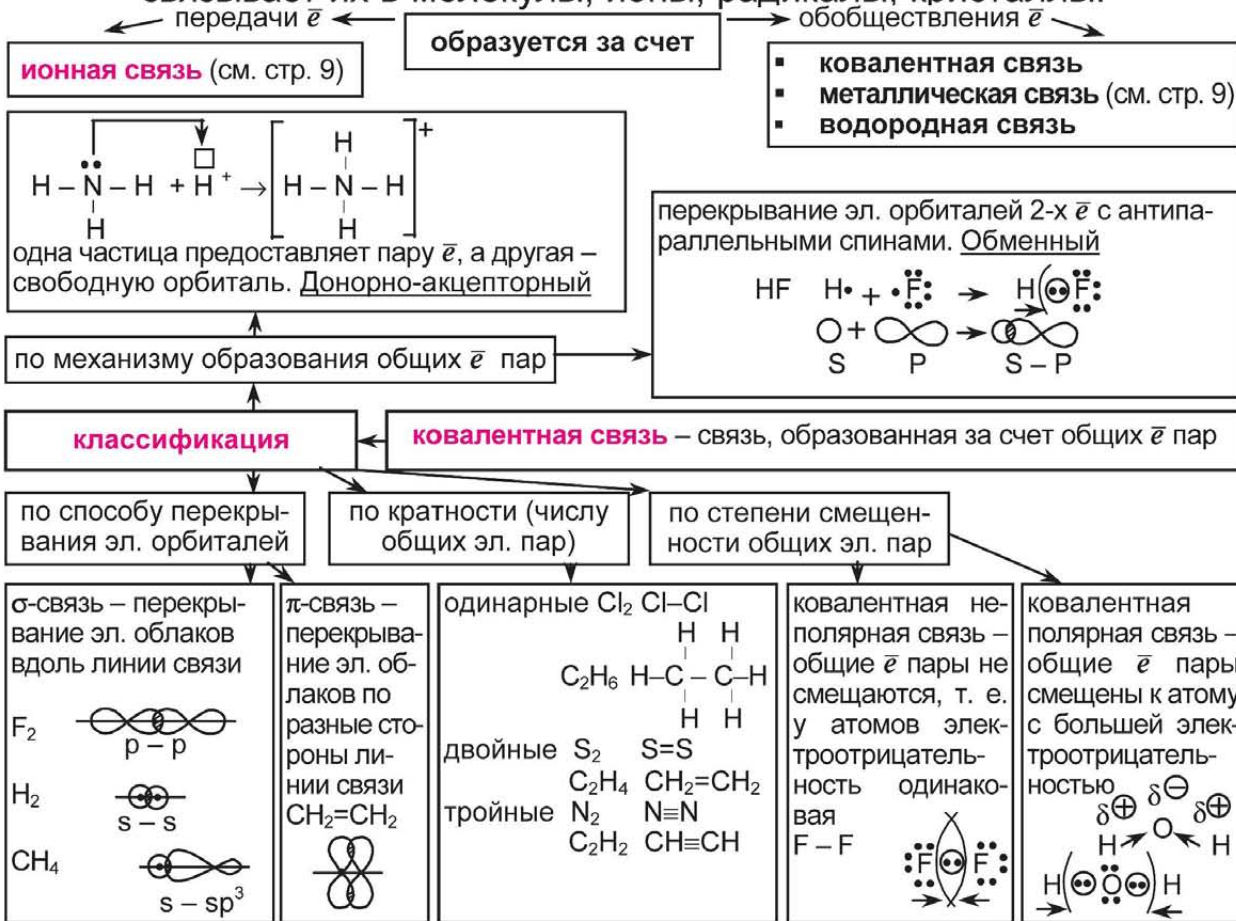 связывает их в молекулы, ионы, радикалы, кристаллы.
передачи e̅
образуется за счет
обобществления e̅
ионная связь (см. стр. 9)
▪ ковалентная связь
▪ металлическая связь (см. стр. 9)
▪ водородная связь
H – N – H + H⁺ → [H – N – H]⁺
H
H
H
одна частица предоставляет пару e̅, а другая –
свободную орбиталь. Донорно-акцепторный
перекрывание эл. орбиталей 2-х e̅ с антипа-
раллельными спинами. Обменный
HF H• + •F: → H(••F:
O + → 
S P S – P
по механизму образования общих e̅ пар
классификация
ковалентная связь – связь, образованная за счет общих e̅ пар
по способу перекры-
вания эл. орбиталей
по кратности (числу
общих эл. пар)
по степени смещен-
ности общих эл. пар
σ-связь – перекры-
вание эл. облаков
вдоль линии связи
F₂
p – p
H₂
s – s
CH₄
s – sp³
π-связь –
перекрыва-
ние эл. об-
лаков по
разные сто-
роны ли-
нии связи
CH₂=CH₂
одинарные Cl₂ Cl–Cl
H H
C₂H₆ H–C – C–H
H H
двойные S₂ S=S
C₂H₄ CH₂=CH₂
тройные N₂ N≡N
C₂H₂ CH≡CH
ковалентная не-
полярная связь –
общие e̅ пары не
смещаются, т. е.
у атомов элек-
троотрицатель-
ность одинако-
вая
F – F
:F(••)F:
ковалентная
полярная связь –
общие e̅ пары
смещены к атому
с большей элек-
троотрицатель-
ностью
δ⊕ δ⊖ δ⊕
H O H
H(••O••)H